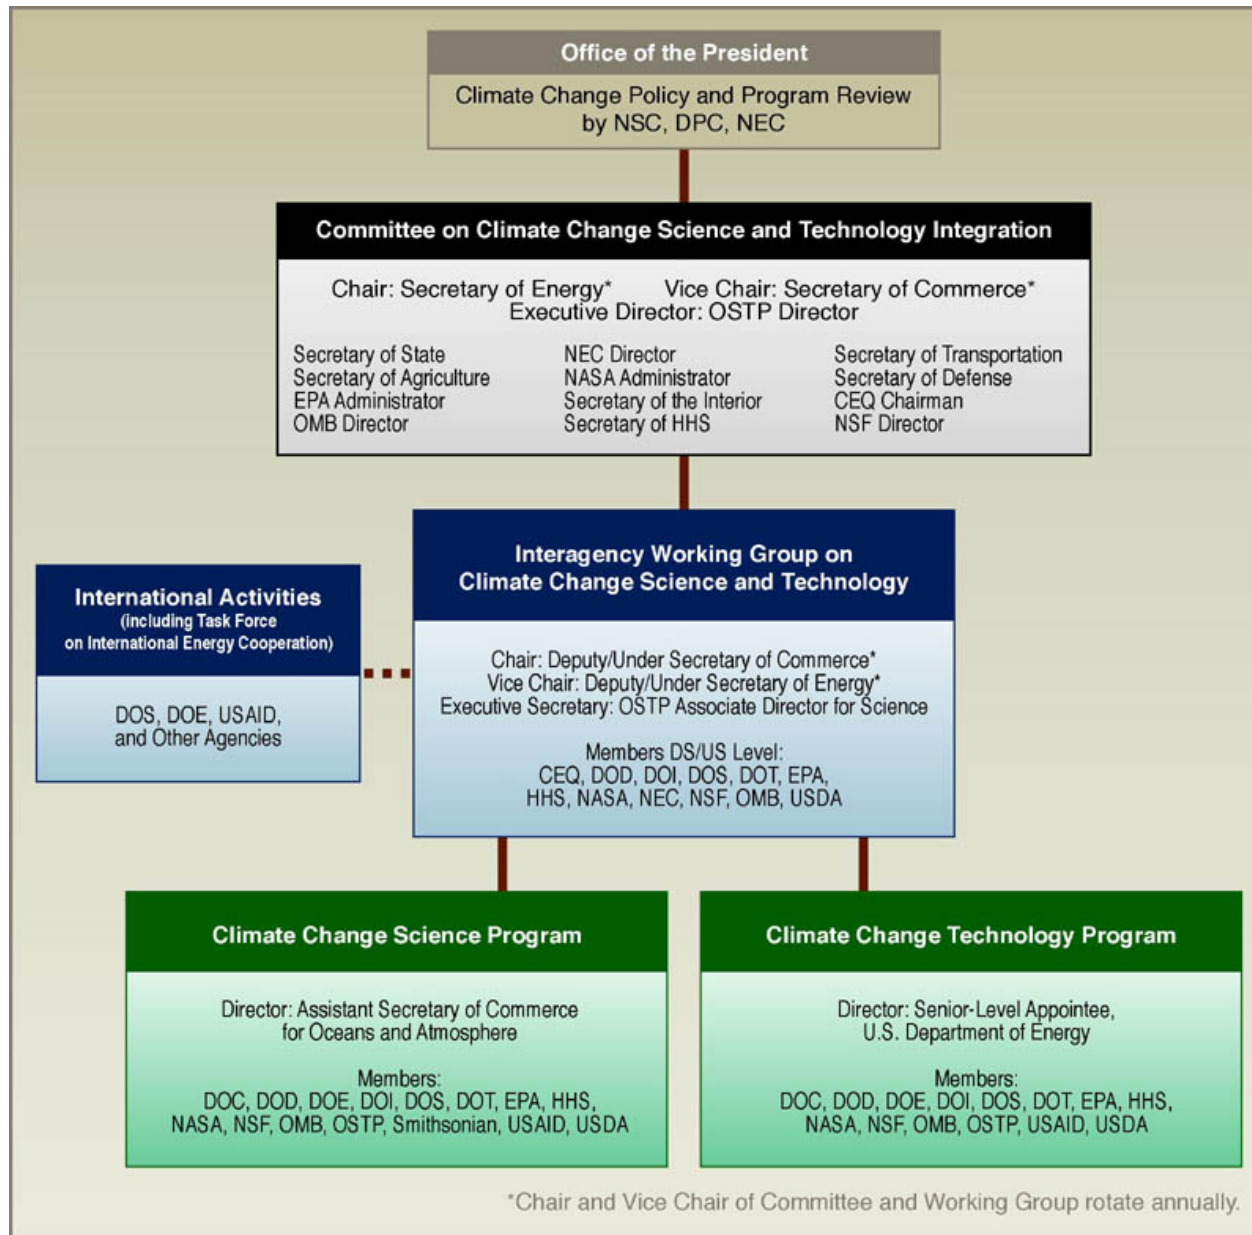 Office of the President
Climate Change Policy and Program Review
by NSC, DPC, NEC
Committee on Climate Change Science and Technology Integration
Chair: Secretary of Energy* Vice Chair: Secretary of Commerce*
Executive Director: OSTP Director
Secretary of State
Secretary of Agriculture
EPA Administrator
OMB Director
NEC Director
NASA Administrator
Secretary of the Interior
Secretary of HHS
Secretary of Transportation
Secretary of Defense
CEQ Chairman
NSF Director
International Activities
(including Task Force
on International Energy Cooperation)
DOS, DOE, USAID,
and Other Agencies
Interagency Working Group on
Climate Change Science and Technology
Chair: Deputy/Under Secretary of Commerce*
Vice Chair: Deputy/Under Secretary of Energy*
Executive Secretary: OSTP Associate Director for Science
Members DS/US Level:
CEQ, DOD, DOI, DOS, DOT, EPA,
HHS, NASA, NEC, NSF, OMB, USDA
Climate Change Science Program
Director: Assistant Secretary of Commerce
for Oceans and Atmosphere
Members:
DOC, DOD, DOE, DOI, DOS, DOT, EPA, HHS,
NASA, NSF, OMB, OSTP, Smithsonian, USAID, USDA
Climate Change Technology Program
Director: Senior-Level Appointee,
U.S. Department of Energy
Members:
DOC, DOD, DOE, DOI, DOS, DOT, EPA, HHS,
NASA, NSF, OMB, OSTP, USAID, USDA
*Chair and Vice Chair of Committee and Working Group rotate annually.